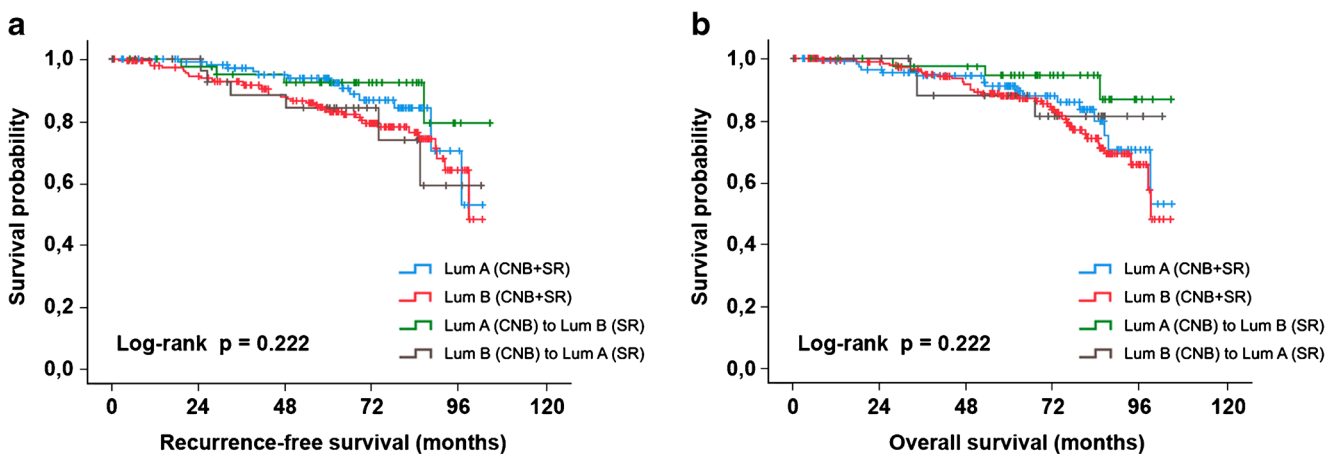 a
Survival probability
1,0
0,8
0,6
0,4
0,2
0,0
Lum A (CNB+SR)
Lum B (CNB+SR)
Lum A (CNB) to Lum B (SR)
Lum B (CNB) to Lum A (SR)
Log-rank p = 0.222
0 24 48 72 96 120
Recurrence-free survival (months)
b
Survival probability
1,0
0,8
0,6
0,4
0,2
0,0
Lum A (CNB+SR)
Lum B (CNB+SR)
Lum A (CNB) to Lum B (SR)
Lum B (CNB) to Lum A (SR)
Log-rank p = 0.222
0 24 48 72 96 120
Overall survival (months)